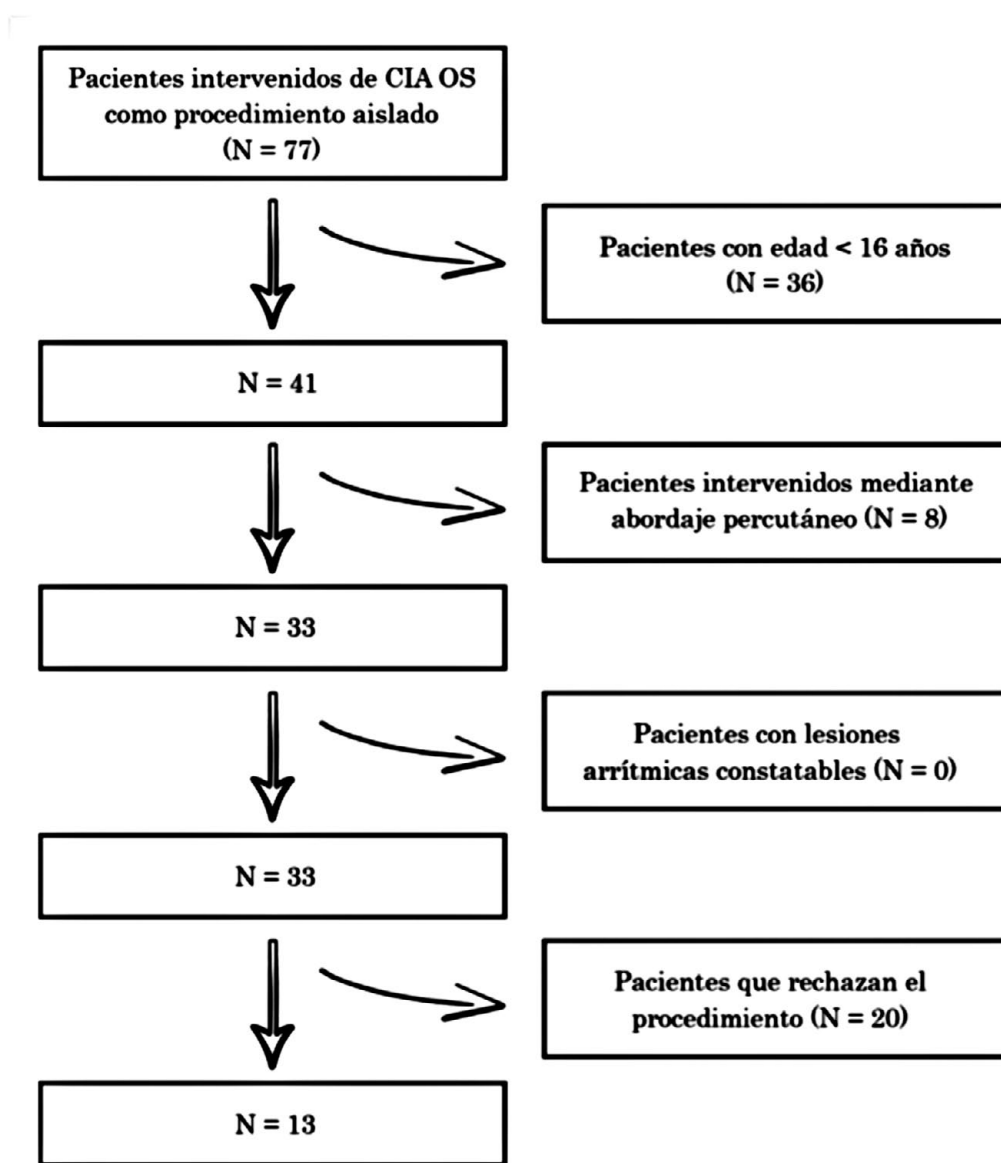 Pacientes intervenidos de CIA OS
como procedimiento aislado
(N = 77)
Pacientes con edad < 16 años
(N = 36)
N = 41
Pacientes intervenidos mediante
abordaje percutáneo (N = 8)
N = 33
Pacientes con lesiones
arrítmicas constatables (N = 0)
N = 33
Pacientes que rechazan el
procedimiento (N = 20)
N = 13